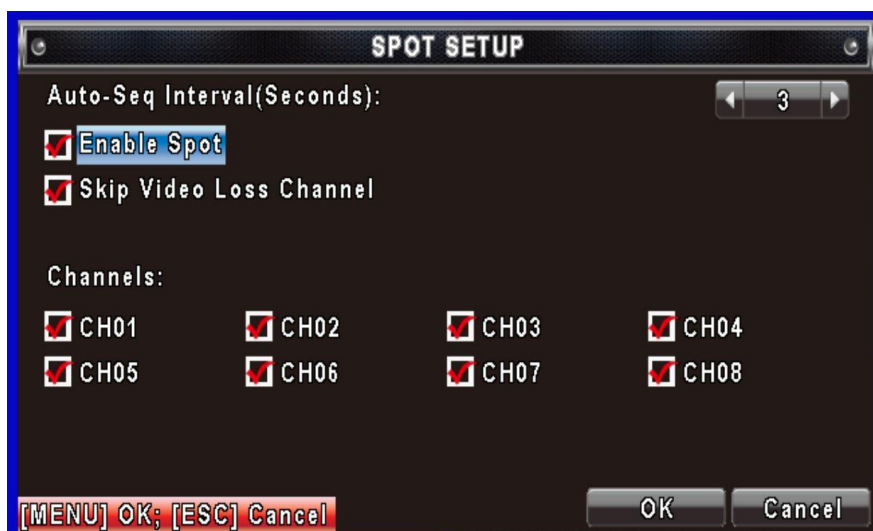 SPOT SETUP
Auto-Seq Interval(Seconds): 3
Enable Spot
Skip Video Loss Channel
Channels:
CH01 CH02 CH03 CH04
CH05 CH06 CH07 CH08
OK Cancel
[MENU] OK; [ESC] Cancel